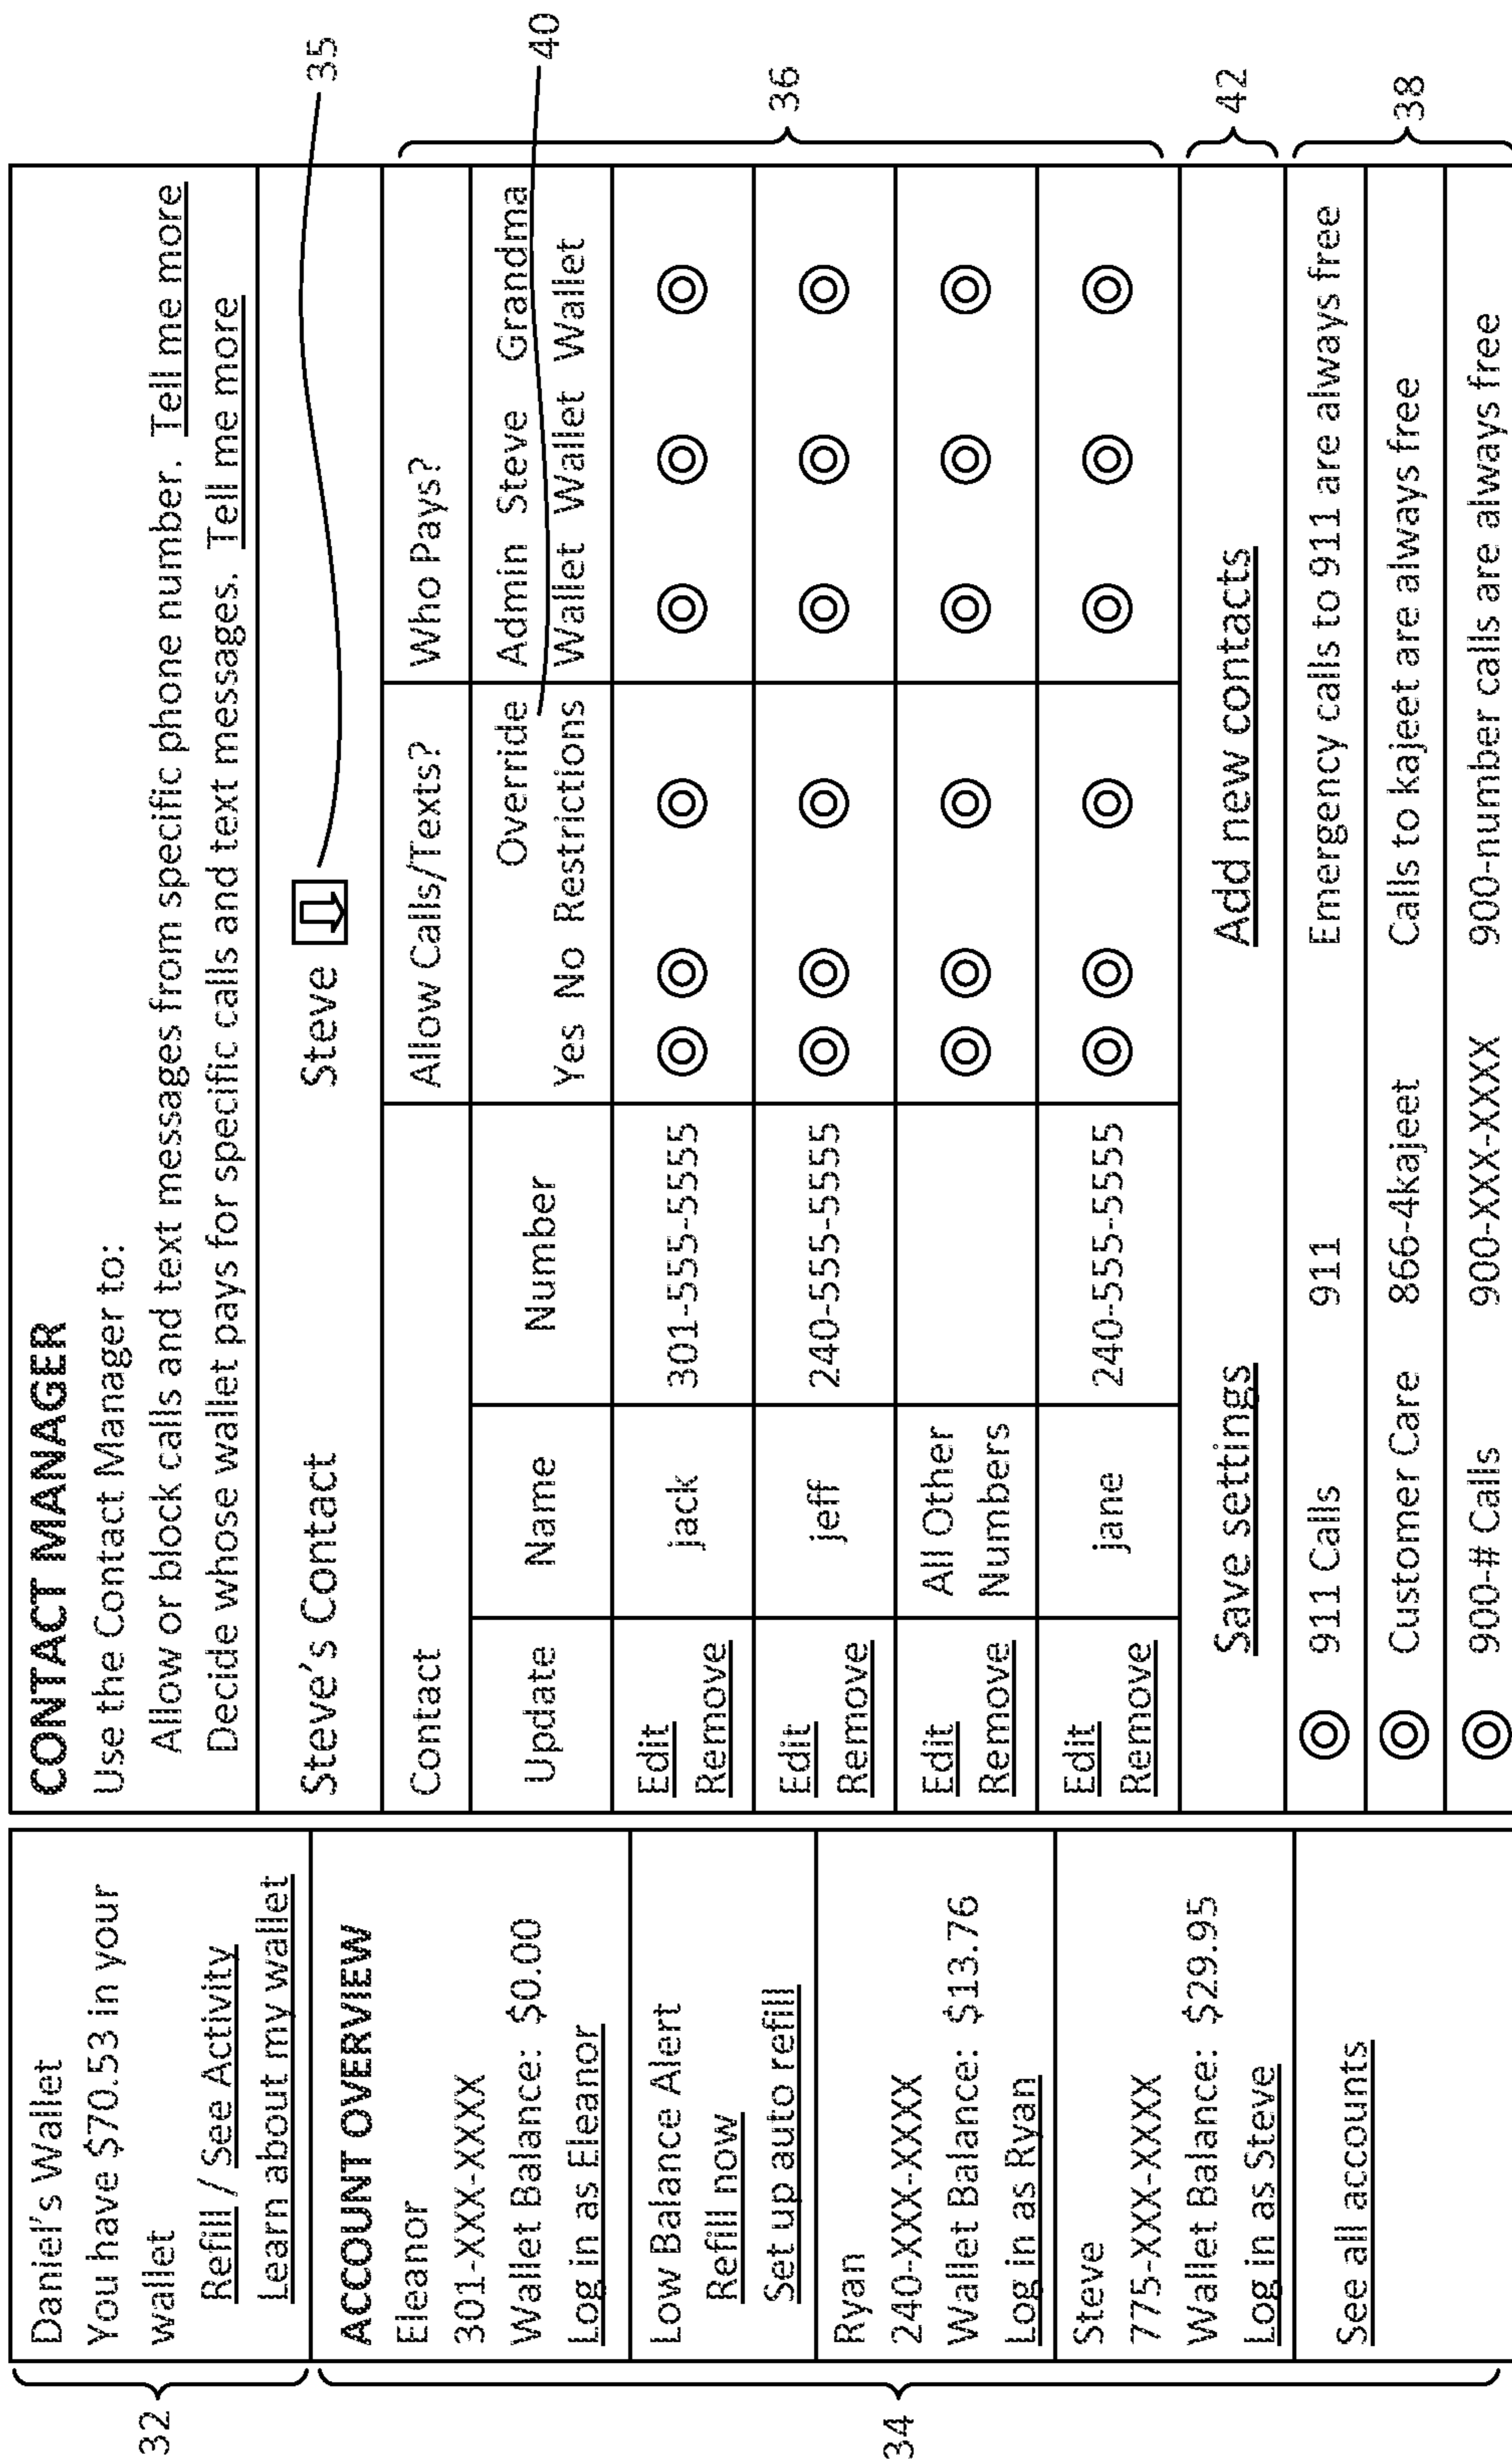 32
Daniel's Wallet
You have $70.53 in your
wallet
Refill / See Activity
Learn about my wallet
34
ACCOUNT OVERVIEW
Eleanor
301-XXX-XXXX
Wallet Balance: $0.00
Log in as Eleanor
Low Balance Alert
Refill now
Set up auto refill
Ryan
240-XXX-XXXX
Wallet Balance: $13.76
Log in as Ryan
Steve
775-XXX-XXXX
Wallet Balance: $29.95
Log in as Steve
See all accounts
CONTACT MANAGER
Use the Contact Manager to:
Allow or block calls and text messages from specific phone number. Tell me more
Decide whose wallet pays for specific calls and text messages. Tell me more
Steve's Contact Steve 35
Contact Allow Calls/Texts? Who Pays?
Override Admin Steve Grandma 40
Update Name Number Yes No Restrictions Wallet Wallet Wallet
Edit
Remove jack 301-555-5555
Edit
Remove jeff 240-555-5555
36
Edit All Other
Remove Numbers
Edit
Remove jane 240-555-5555
Save settings Add new contacts 42
911 Calls 911 Emergency calls to 911 are always free
Customer Care 866-4kajeet Calls to kajeet are always free 38
900-# Calls 900-XXX-XXXX 900-number calls are always free